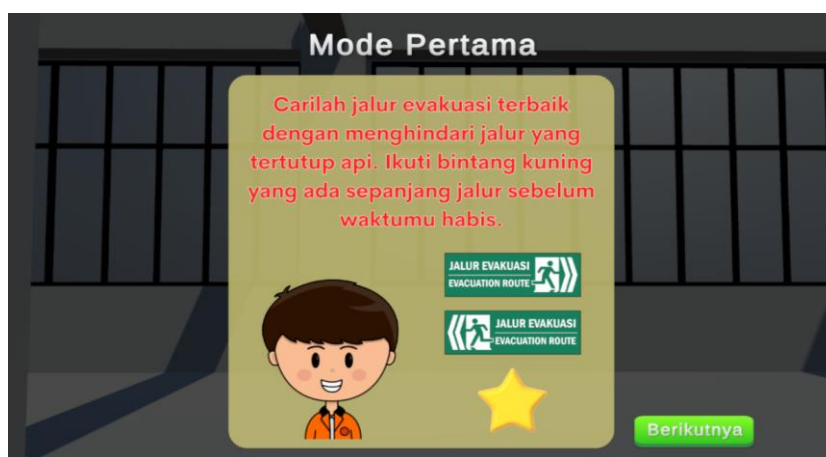 Mode Pertama
Carilah jalur evakuasi terbaik
dengan menghindari jalur yang
tertutup api. Ikuti bintang kuning
yang ada sepanjang jalur sebelum
waktumu habis.
JALUR EVAKUASI
EVACUATION ROUTE
JALUR EVAKUASI
EVACUATION ROUTE
Berikutnya